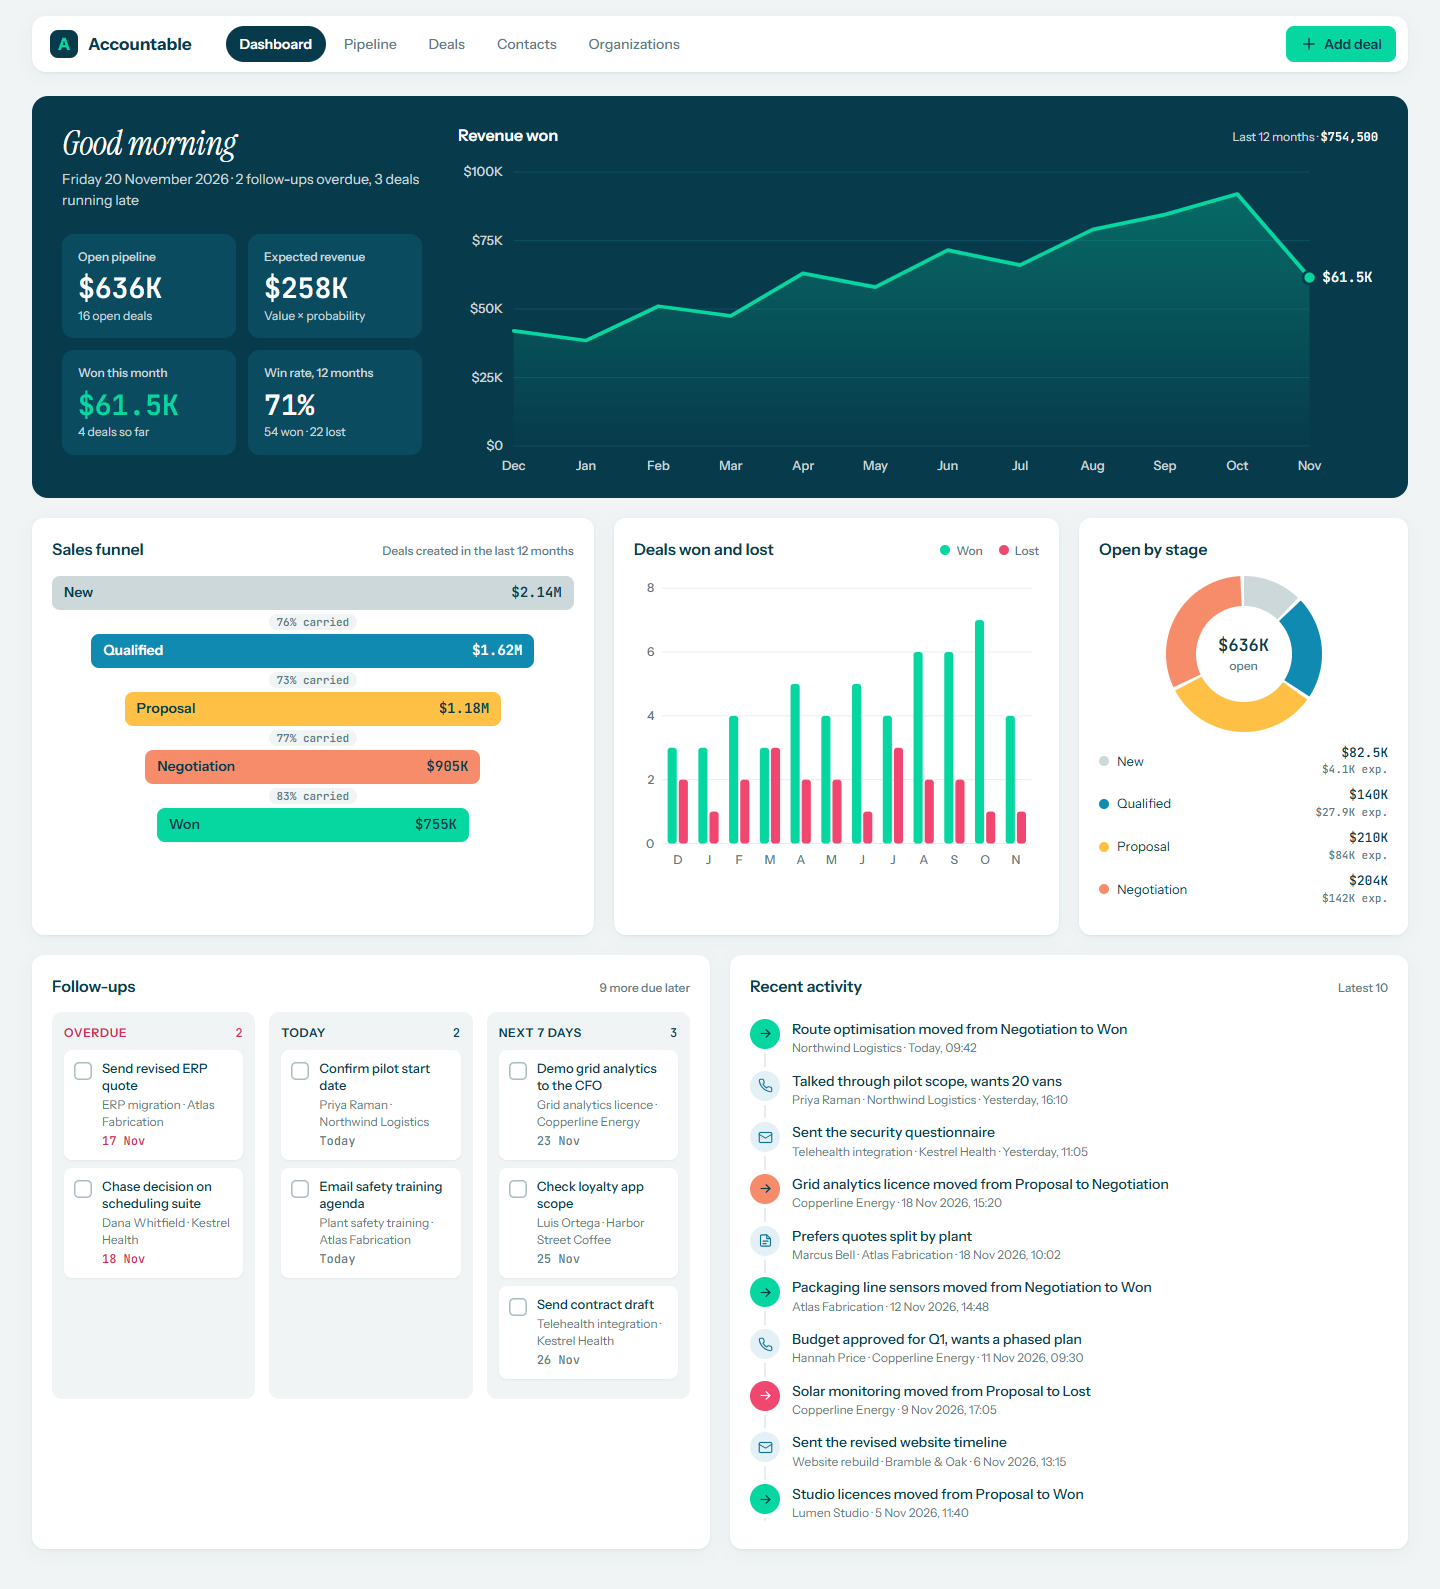 A Accountable Dashboard Pipeline Deals Contacts Organizations + Add deal
Good morning
Friday 20 November 2026 · 2 follow-ups overdue, 3 deals
running late
Open pipeline
$636K
16 open deals
Expected revenue
$258K
Value × probability
Won this month
$61.5K
4 deals so far
Win rate, 12 months
71%
54 won · 22 lost
Revenue won
Last 12 months · $754,500
$100K
$75K
$50K
$25K
$0
$61.5K
Dec Jan Feb Mar Apr May Jun Jul Aug Sep Oct Nov
Sales funnel
Deals created in the last 12 months
New $2.14M
76% carried
Qualified $1.62M
73% carried
Proposal $1.18M
77% carried
Negotiation $905K
83% carried
Won $755K
Deals won and lost
Won Lost
8
6
4
2
0
D J F M A M J J A S O N
Open by stage
$636K
open
New $82.5K
$4.1K exp.
Qualified $140K
$27.9K exp.
Proposal $210K
$84K exp.
Negotiation $204K
$142K exp.
Follow-ups
9 more due later
OVERDUE 2
Send revised ERP
quote
ERP migration · Atlas
Fabrication
17 Nov
Chase decision on
scheduling suite
Dana Whitfield · Kestrel
Health
18 Nov
TODAY 2
Confirm pilot start
date
Priya Raman ·
Northwind Logistics
Today
Email safety training
agenda
Plant safety training ·
Atlas Fabrication
Today
NEXT 7 DAYS 3
Demo grid analytics
to the CFO
Grid analytics licence ·
Copperline Energy
23 Nov
Check loyalty app
scope
Luis Ortega · Harbor
Street Coffee
25 Nov
Send contract draft
Telehealth integration ·
Kestrel Health
26 Nov
Recent activity
Latest 10
Route optimisation moved from Negotiation to Won
Northwind Logistics · Today, 09:42
Talked through pilot scope, wants 20 vans
Priya Raman · Northwind Logistics · Yesterday, 16:10
Sent the security questionnaire
Telehealth integration · Kestrel Health · Yesterday, 11:05
Grid analytics licence moved from Proposal to Negotiation
Copperline Energy · 18 Nov 2026, 15:20
Prefers quotes split by plant
Marcus Bell · Atlas Fabrication · 18 Nov 2026, 10:02
Packaging line sensors moved from Negotiation to Won
Atlas Fabrication · 12 Nov 2026, 14:48
Budget approved for Q1, wants a phased plan
Hannah Price · Copperline Energy · 11 Nov 2026, 09:30
Solar monitoring moved from Proposal to Lost
Copperline Energy · 9 Nov 2026, 17:05
Sent the revised website timeline
Website rebuild · Bramble & Oak · 6 Nov 2026, 13:15
Studio licences moved from Proposal to Won
Lumen Studio · 5 Nov 2026, 11:40